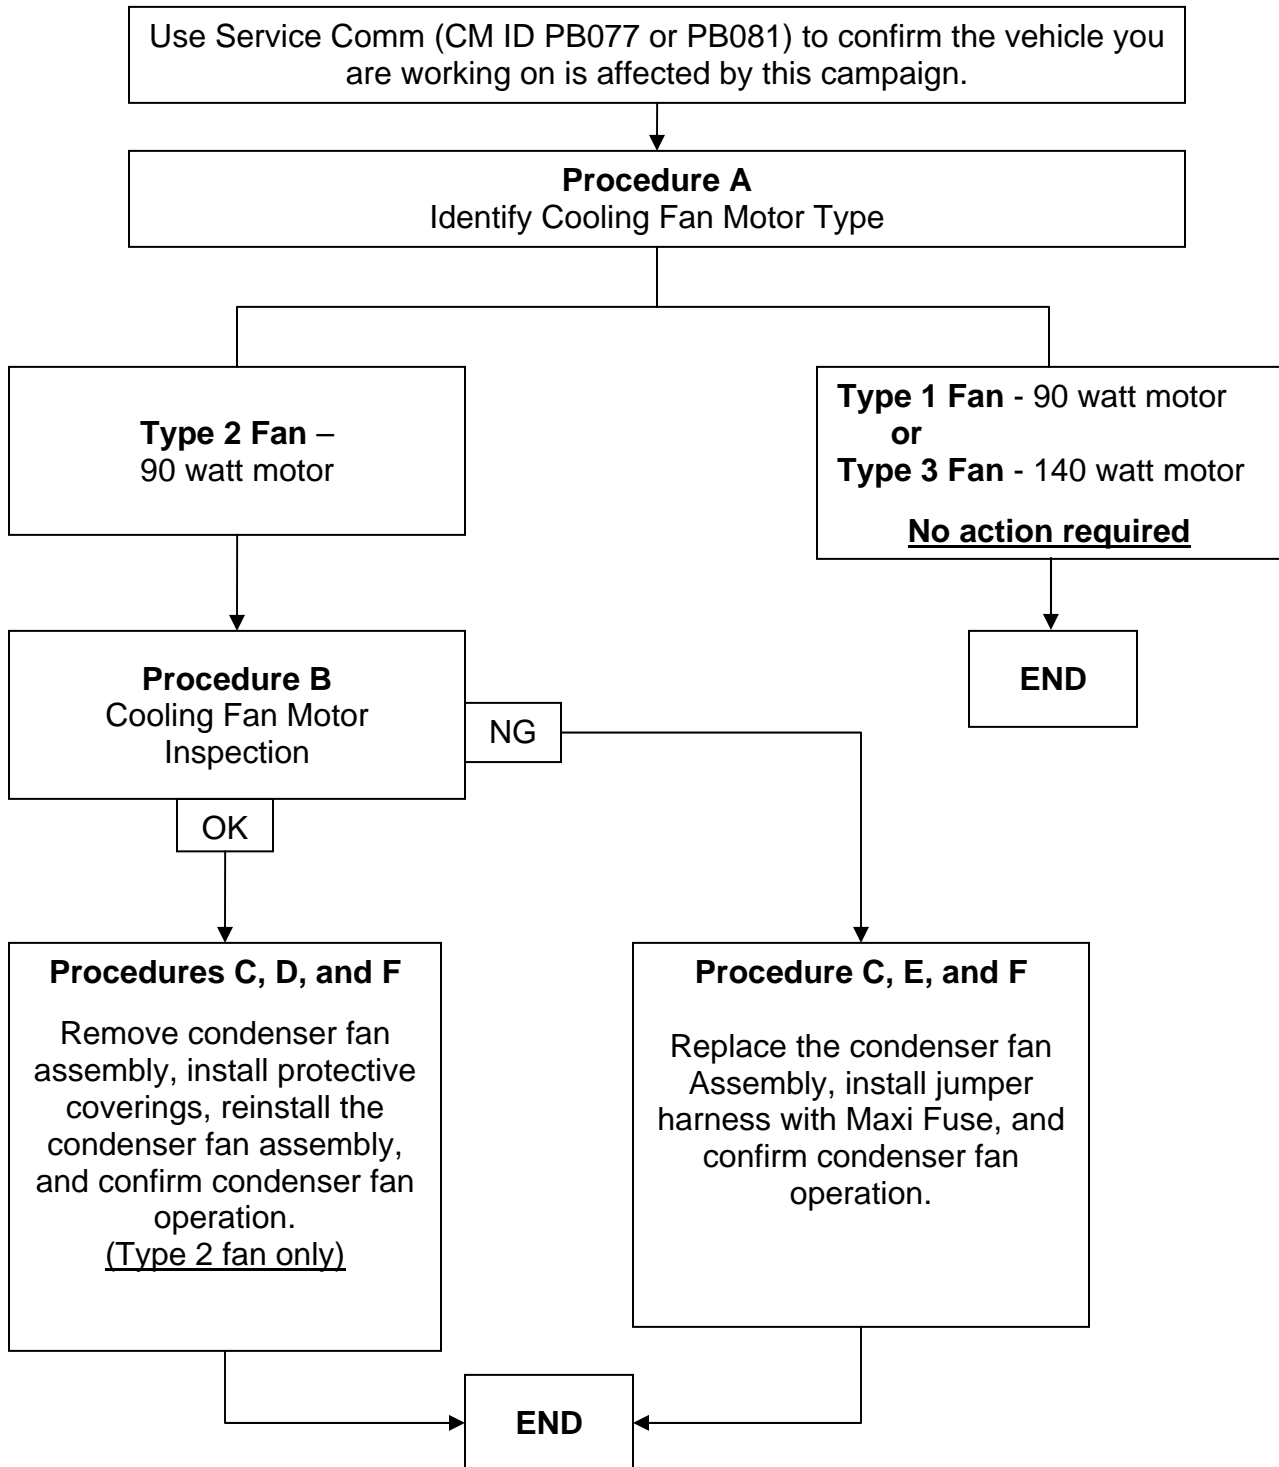 Use Service Comm (CM ID PB077 or PB081) to confirm the vehicle you
are working on is affected by this campaign.
Procedure A
Identify Cooling Fan Motor Type
Type 2 Fan –
90 watt motor
Type 1 Fan - 90 watt motor
or
Type 3 Fan - 140 watt motor
No action required
Procedure B
Cooling Fan Motor
Inspection
NG
END
OK
Procedures C, D, and F
Remove condenser fan
assembly, install protective
coverings, reinstall the
condenser fan assembly,
and confirm condenser fan
operation.
(Type 2 fan only)
Procedure C, E, and F
Replace the condenser fan
Assembly, install jumper
harness with Maxi Fuse, and
confirm condenser fan
operation.
END